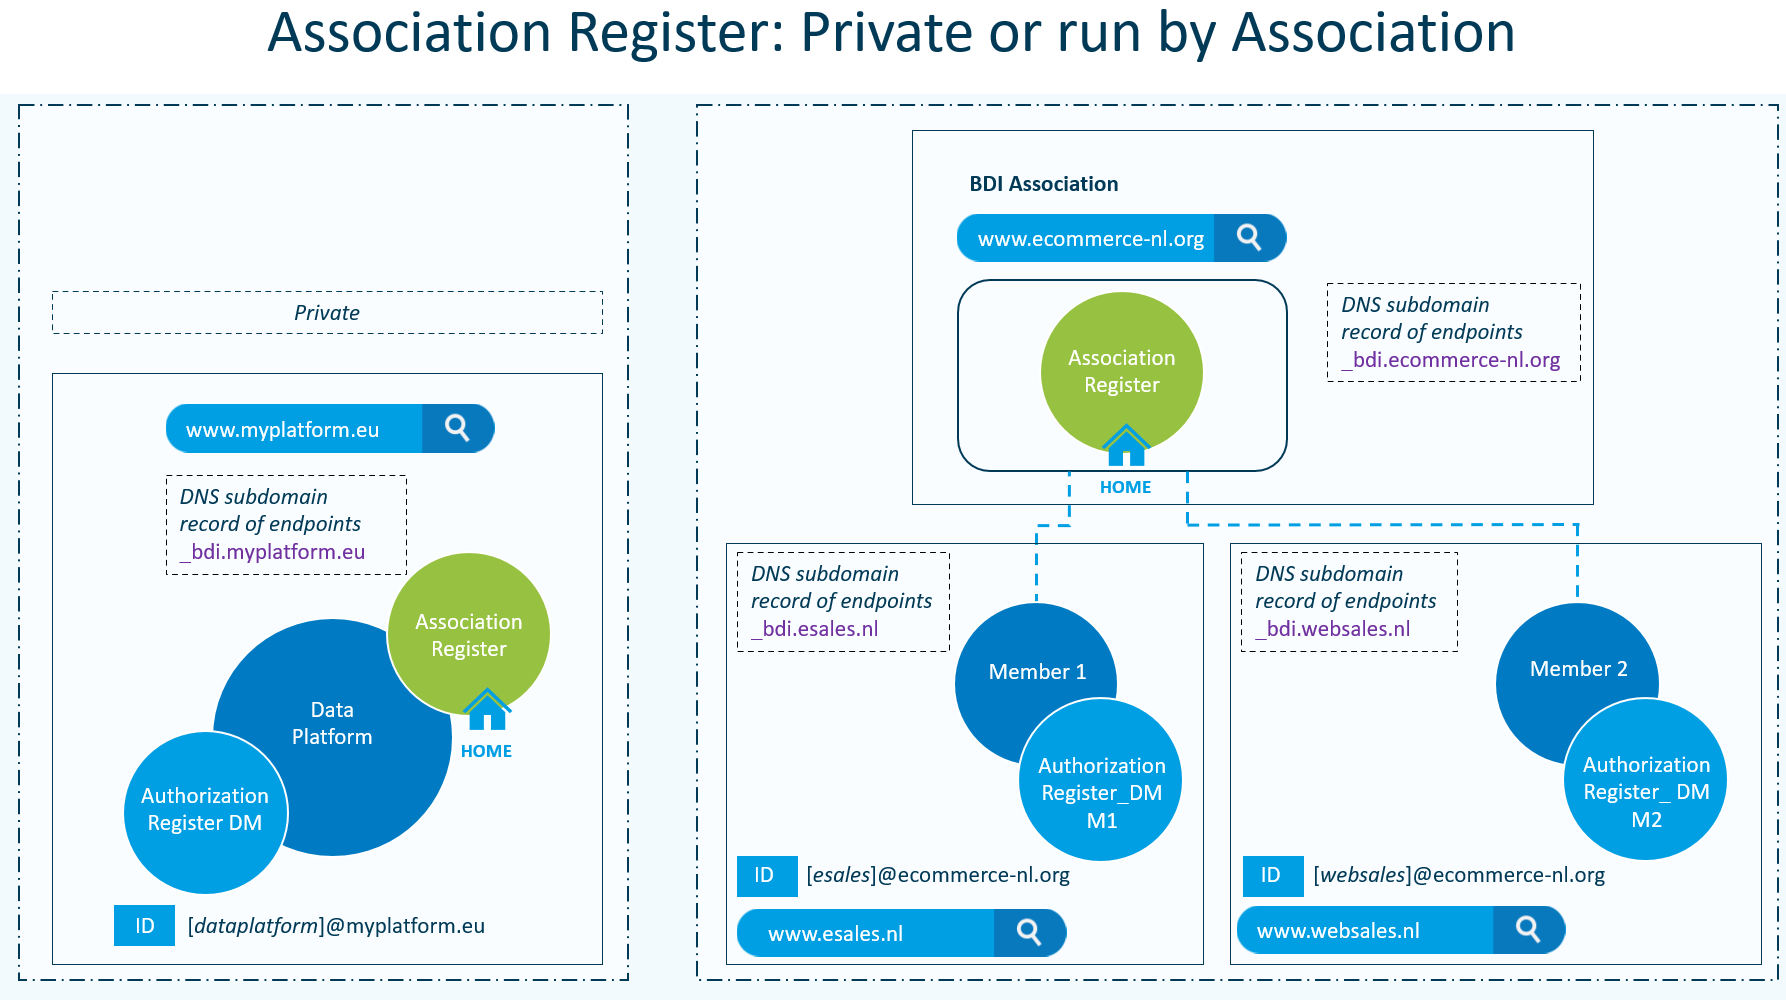 Association Register: Private or run by Association
Private
www.myplatform.eu
DNS subdomain
record of endpoints
_bdi.myplatform.eu
Association
Register
HOME
Data
Platform
Authorization
Register DM
ID
[dataplatform]@myplatform.eu
BDI Association
www.ecommerce-nl.org
Association
Register
HOME
DNS subdomain
record of endpoints
_bdi.ecommerce-nl.org
DNS subdomain
record of endpoints
_bdi.esales.nl
Member 1
Authorization
Register_DM
M1
ID
[esales]@ecommerce-nl.org
www.esales.nl
DNS subdomain
record of endpoints
_bdi.websales.nl
Member 2
Authorization
Register_ DM
M2
ID
[websales]@ecommerce-nl.org
www.websales.nl